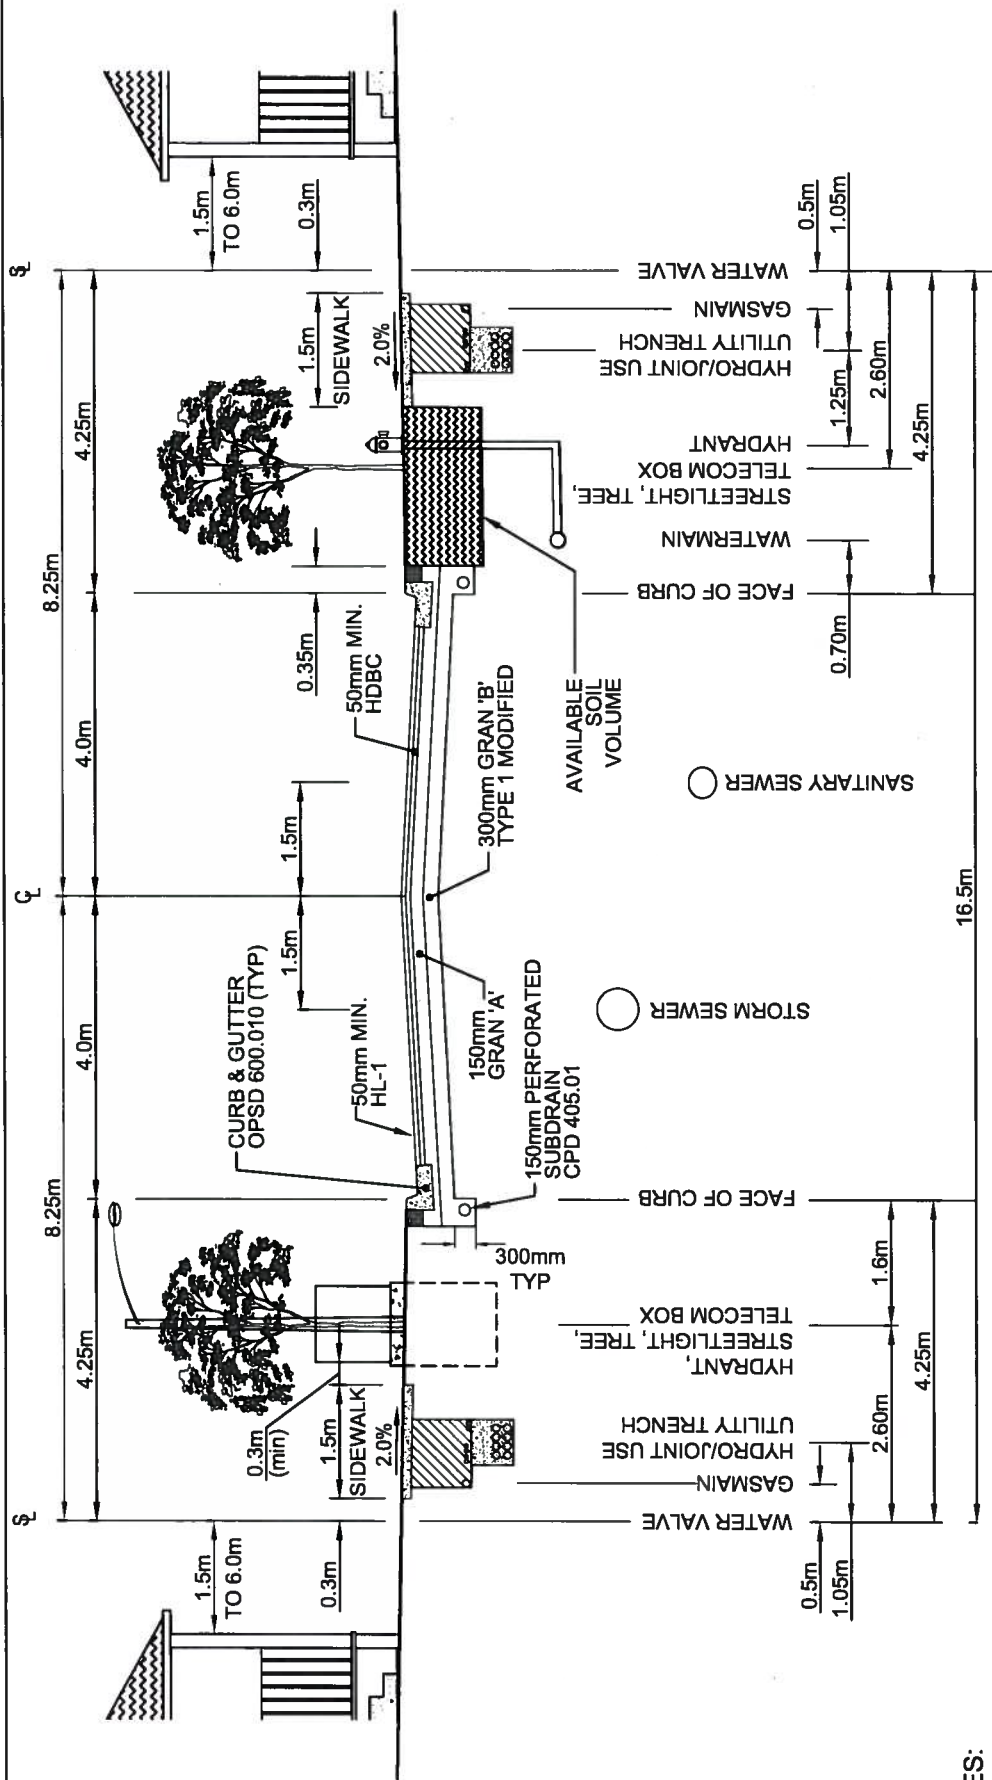 S̵L
C̵L
S̵L
8.25m
8.25m
4.25m
4.0m
4.0m
4.25m
1.5m
TO 6.0m
0.3m
0.3m
(min)
1.5m
SIDEWALK
2.0%
CURB & GUTTER
OPSD 600.010 (TYP)
50mm MIN.
HL-1
1.5m
1.5m
50mm MIN.
HDBC
0.35m
1.5m
SIDEWALK
2.0%
1.5m
TO 6.0m
0.3m
300mm
TYP
150mm PERFORATED
SUBDRAIN
CPD 405.01
150mm
GRAN 'A'
300mm GRAN 'B'
TYPE 1 MODIFIED
AVAILABLE
SOIL
VOLUME
WATER VALVE
GASMAIN
HYDRO/JOINT USE
UTILITY TRENCH
HYDRANT,
STREETLIGHT, TREE,
TELECOM BOX
FACE OF CURB
STORM SEWER
SANITARY SEWER
FACE OF CURB
WATERMAIN
STREETLIGHT, TREE,
TELECOM BOX
HYDRANT
HYDRO/JOINT USE
UTILITY TRENCH
GASMAIN
WATER VALVE
0.5m
1.05m
2.60m
1.6m
4.25m
0.70m
1.25m
0.5m
1.05m
2.60m
4.25m
16.5m